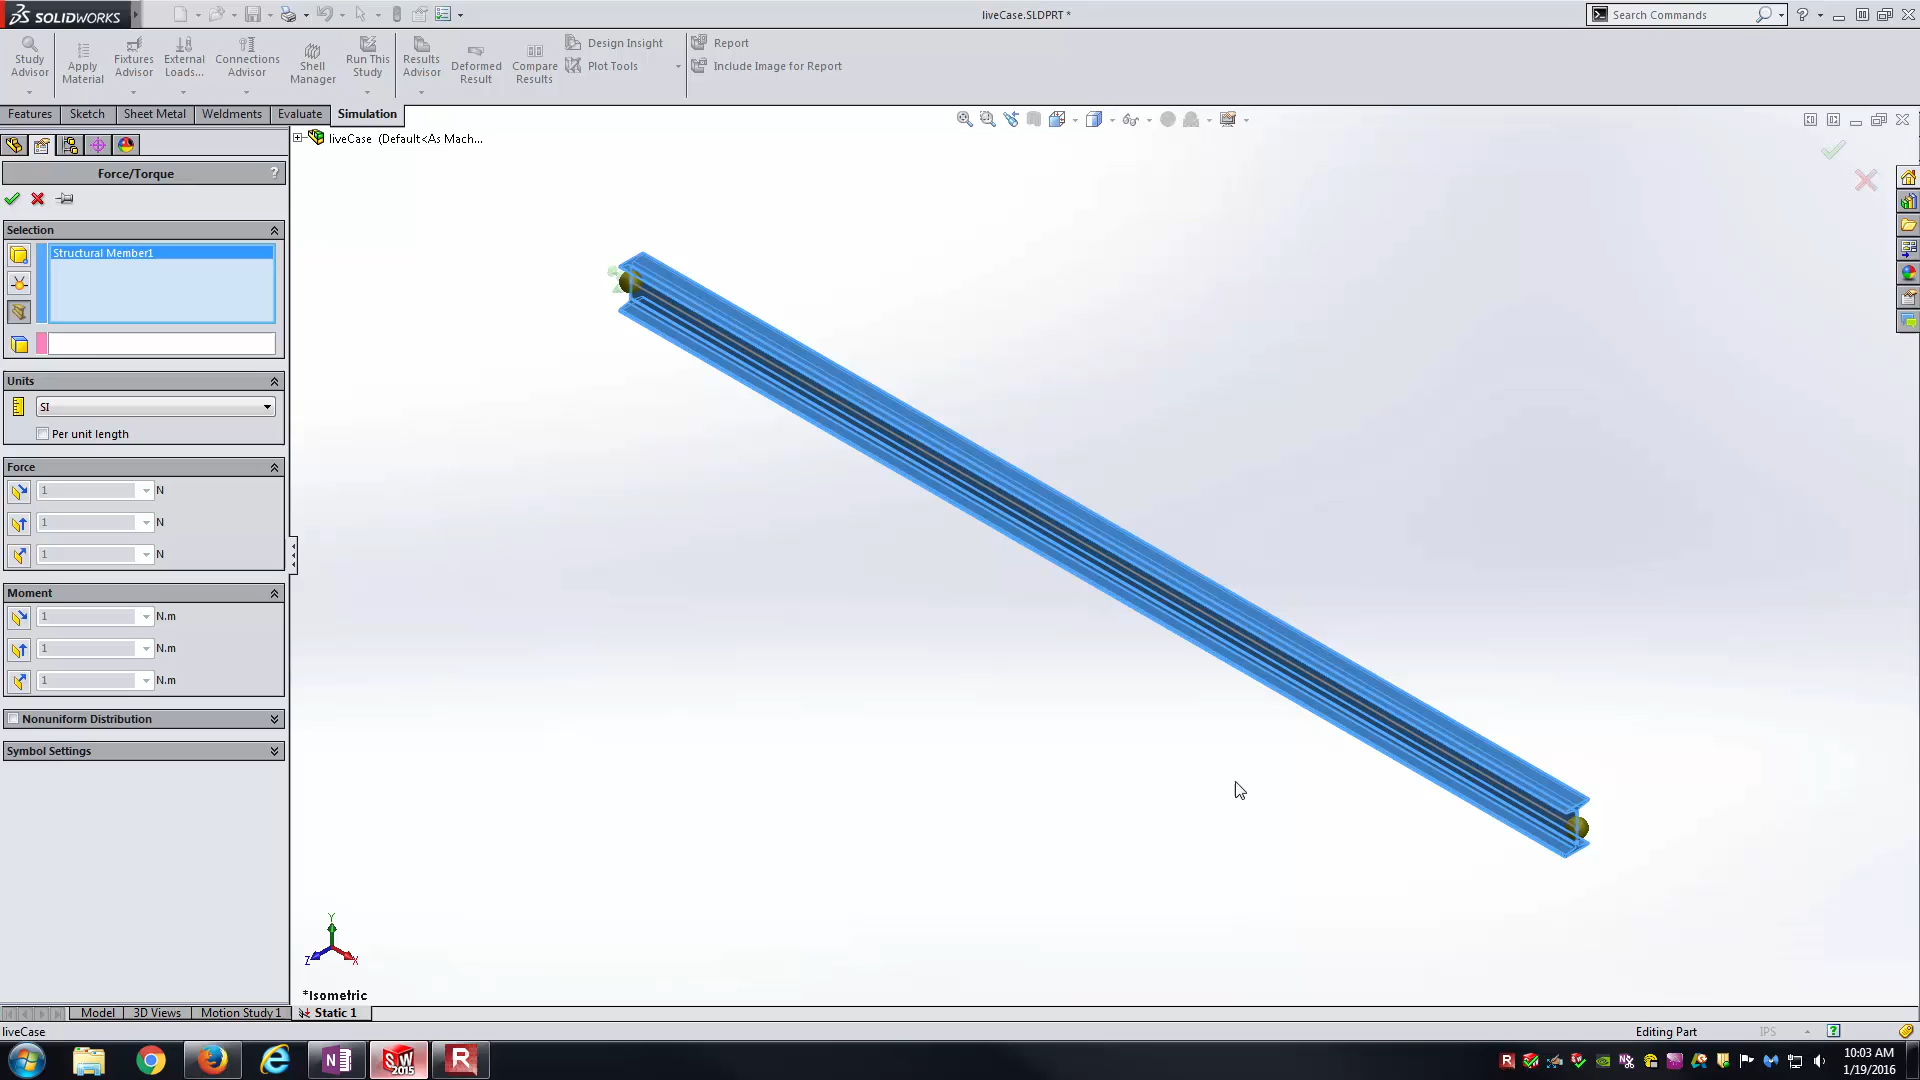 SOLIDWORKS
liveCase.SLDPRT *
Search Commands
Study Advisor
Apply Material
Fixtures Advisor
External Loads...
Connections Advisor
Shell Manager
Run This Study
Results Advisor
Deformed Result
Compare Results
Design Insight
Plot Tools
Report
Include Image for Report
Features
Sketch
Sheet Metal
Weldments
Evaluate
Simulation
liveCase (Default<As Mach...
Force/Torque
?
Selection
Structural Member1
Units
SI
Per unit length
Force
1 N
1 N
1 N
Moment
1 N.m
1 N.m
1 N.m
Nonuniform Distribution
Symbol Settings
Y
Z
X
*Isometric
Model
3D Views
Motion Study 1
Static 1
liveCase
Editing Part
IPS
?
N
SW
2015
R
10:03 AM
1/19/2016